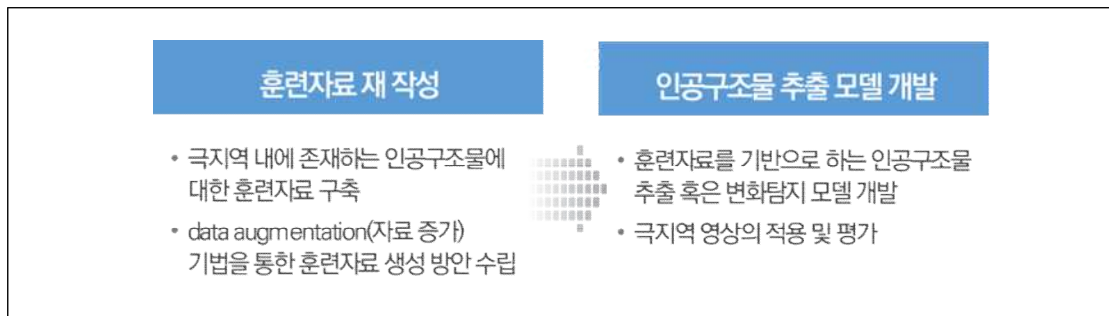 훈련자료 재 작성
• 극지역 내에 존재하는 인공구조물에
대한 훈련자료 구축
• data augmentation(자료 증가)
기법을 통한 훈련자료 생성 방안 수립
인공구조물 추출 모델 개발
• 훈련자료를 기반으로 하는 인공구조물
추출 혹은 변화탐지 모델 개발
• 극지역 영상의 적용 및 평가